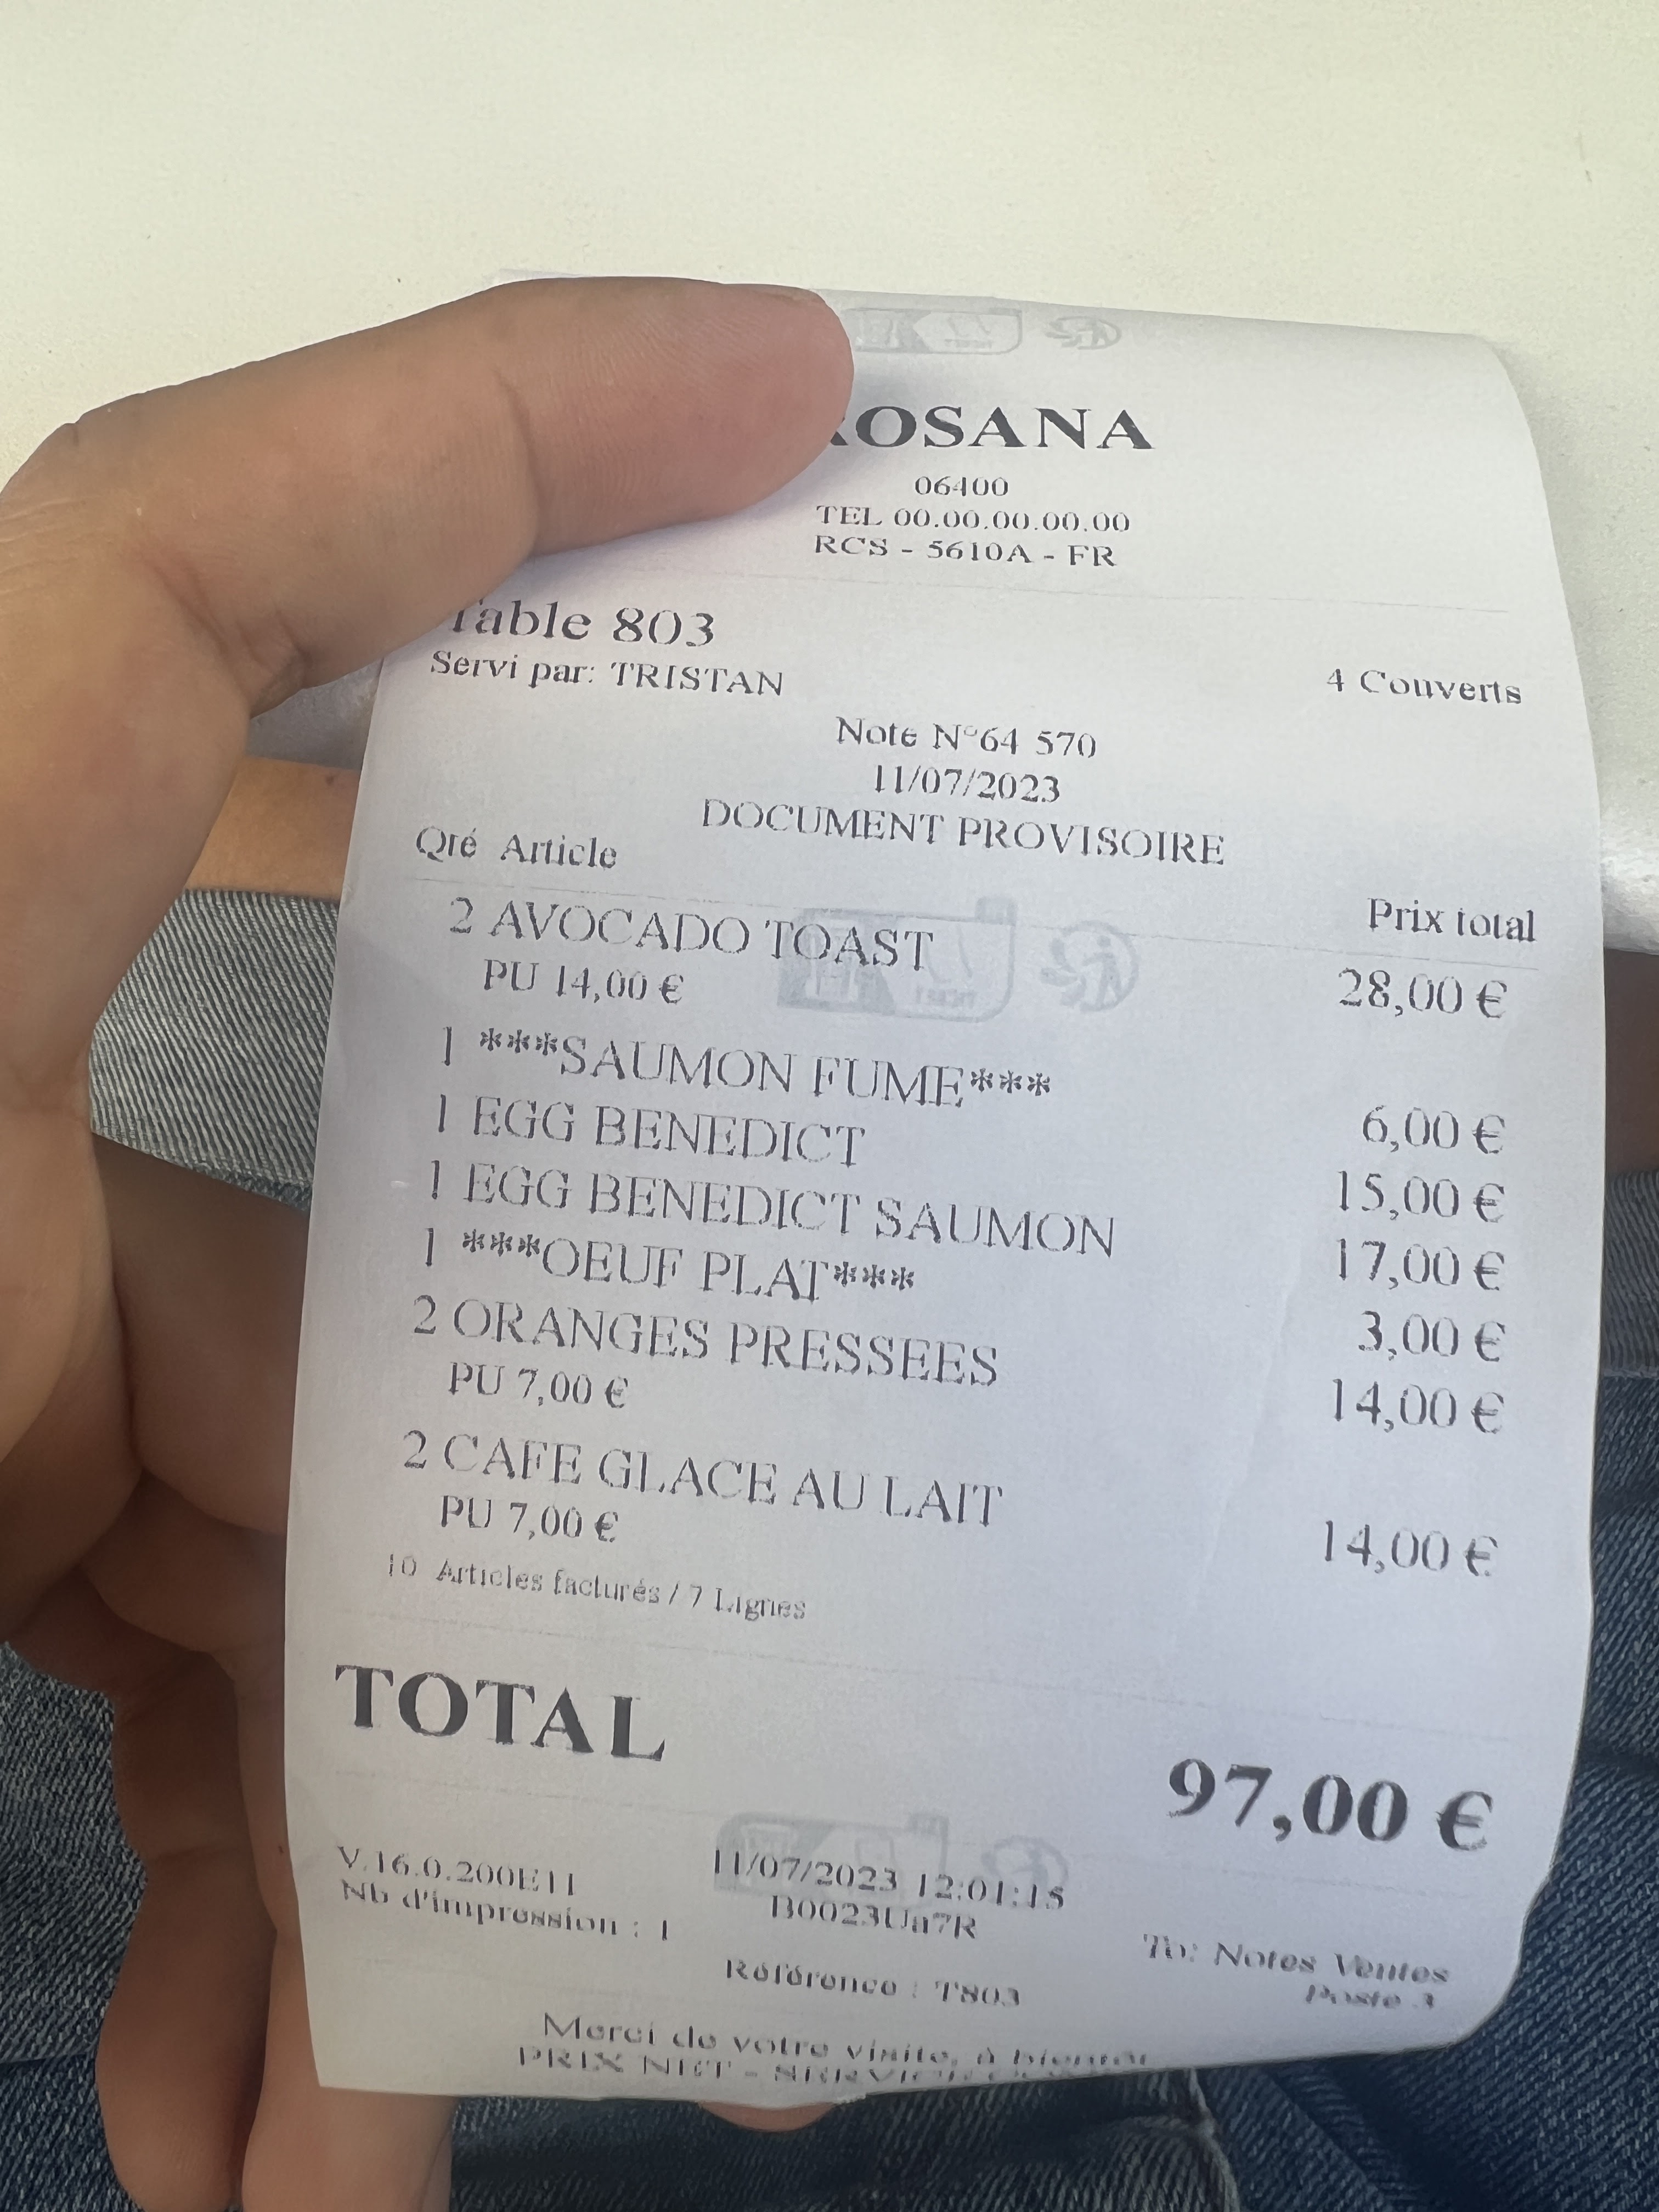 ROSANA
06400
TEL 00.00.00.00.00
RCS - 5610A - FR
Table 803
Servi par: TRISTAN 4 Couverts
Note N°64 570
11/07/2023
DOCUMENT PROVISOIRE
Qté Article Prix total
2 AVOCADO TOAST 28,00 €
PU 14,00 €
1 ***SAUMON FUME*** 6,00 €
1 EGG BENEDICT 15,00 €
1 EGG BENEDICT SAUMON 17,00 €
1 ***OEUF PLAT*** 3,00 €
2 ORANGES PRESSEES 14,00 €
PU 7,00 €
2 CAFE GLACE AU LAIT 14,00 €
PU 7,00 €
10 Articles facturés / 7 Lignes
TOTAL 97,00 €
V.16.0.200E11 11/07/2023 12:01:15
Nb d'impression : 1 B0023Ua7R To: Notes Ventes
Référence : T803 Poste 3
Merci de votre visite, à bientôt
PRIX NET - SERVICE